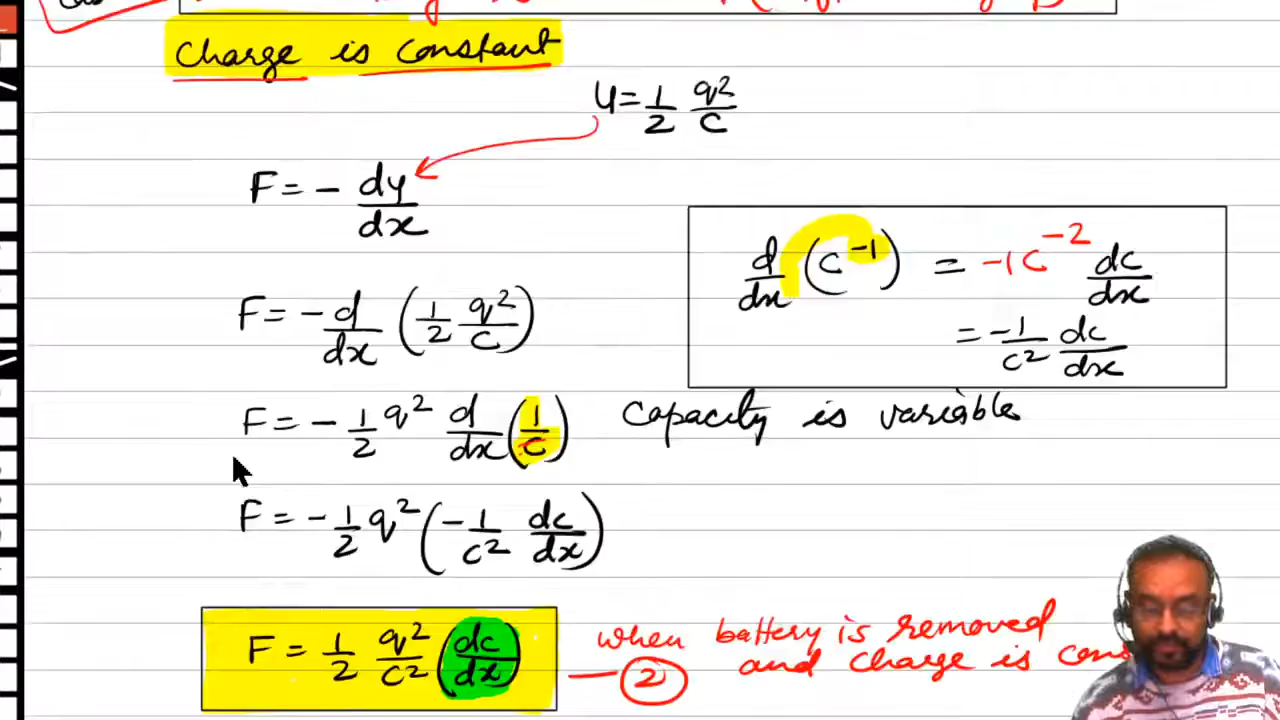 charge is constant
U = 1/2 q²/c
F = - dy/dx
d/dx (c⁻¹) = -1c⁻² dc/dx
= -1/c² dc/dx
F = - d/dx (1/2 q²/c)
F = - 1/2 q² d/dx (1/c) capacity is variable
F = - 1/2 q² (-1/c² dc/dx)
F = 1/2 q²/c² (dc/dx)
when battery is removed
and charge is
— 2